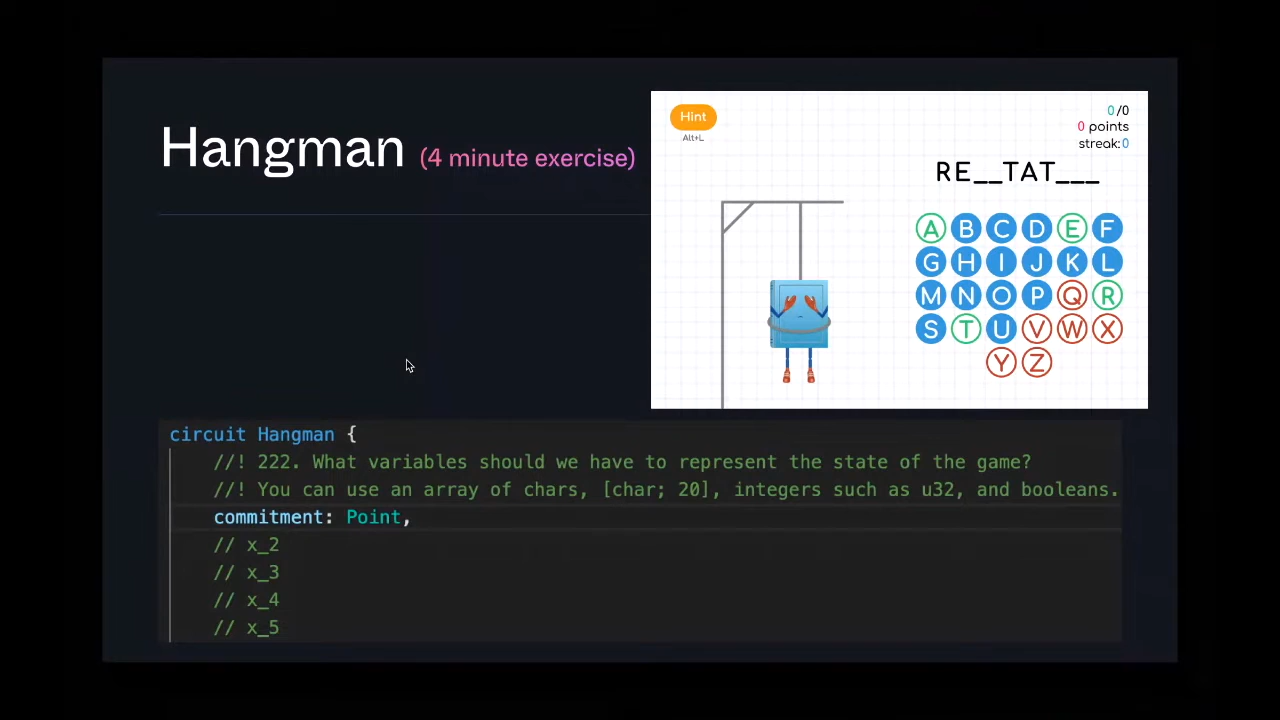 Hangman (4 minute exercise)
Hint
Alt+L
0/0
0 points
streak:0
RE__TAT___
A B C D E F
G H I J K L
M N O P Q R
S T U V W X
Y Z
circuit Hangman {
//! 222. What variables should we have to represent the state of the game?
//! You can use an array of chars, [char; 20], integers such as u32, and booleans.
commitment: Point,
// x_2
// x_3
// x_4
// x_5